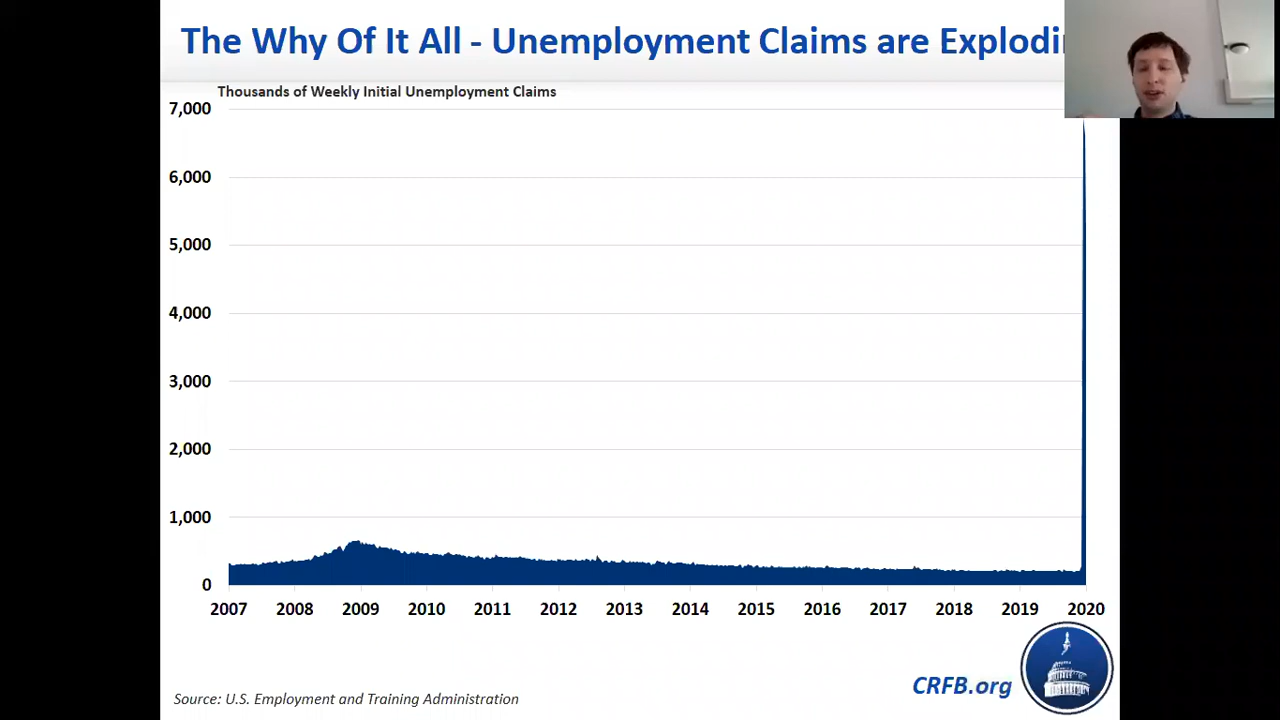 The Why Of It All - Unemployment Claims are Explodi
Thousands of Weekly Initial Unemployment Claims
7,000
6,000
5,000
4,000
3,000
2,000
1,000
0
2007 2008 2009 2010 2011 2012 2013 2014 2015 2016 2017 2018 2019 2020
CRFB.org
Source: U.S. Employment and Training Administration